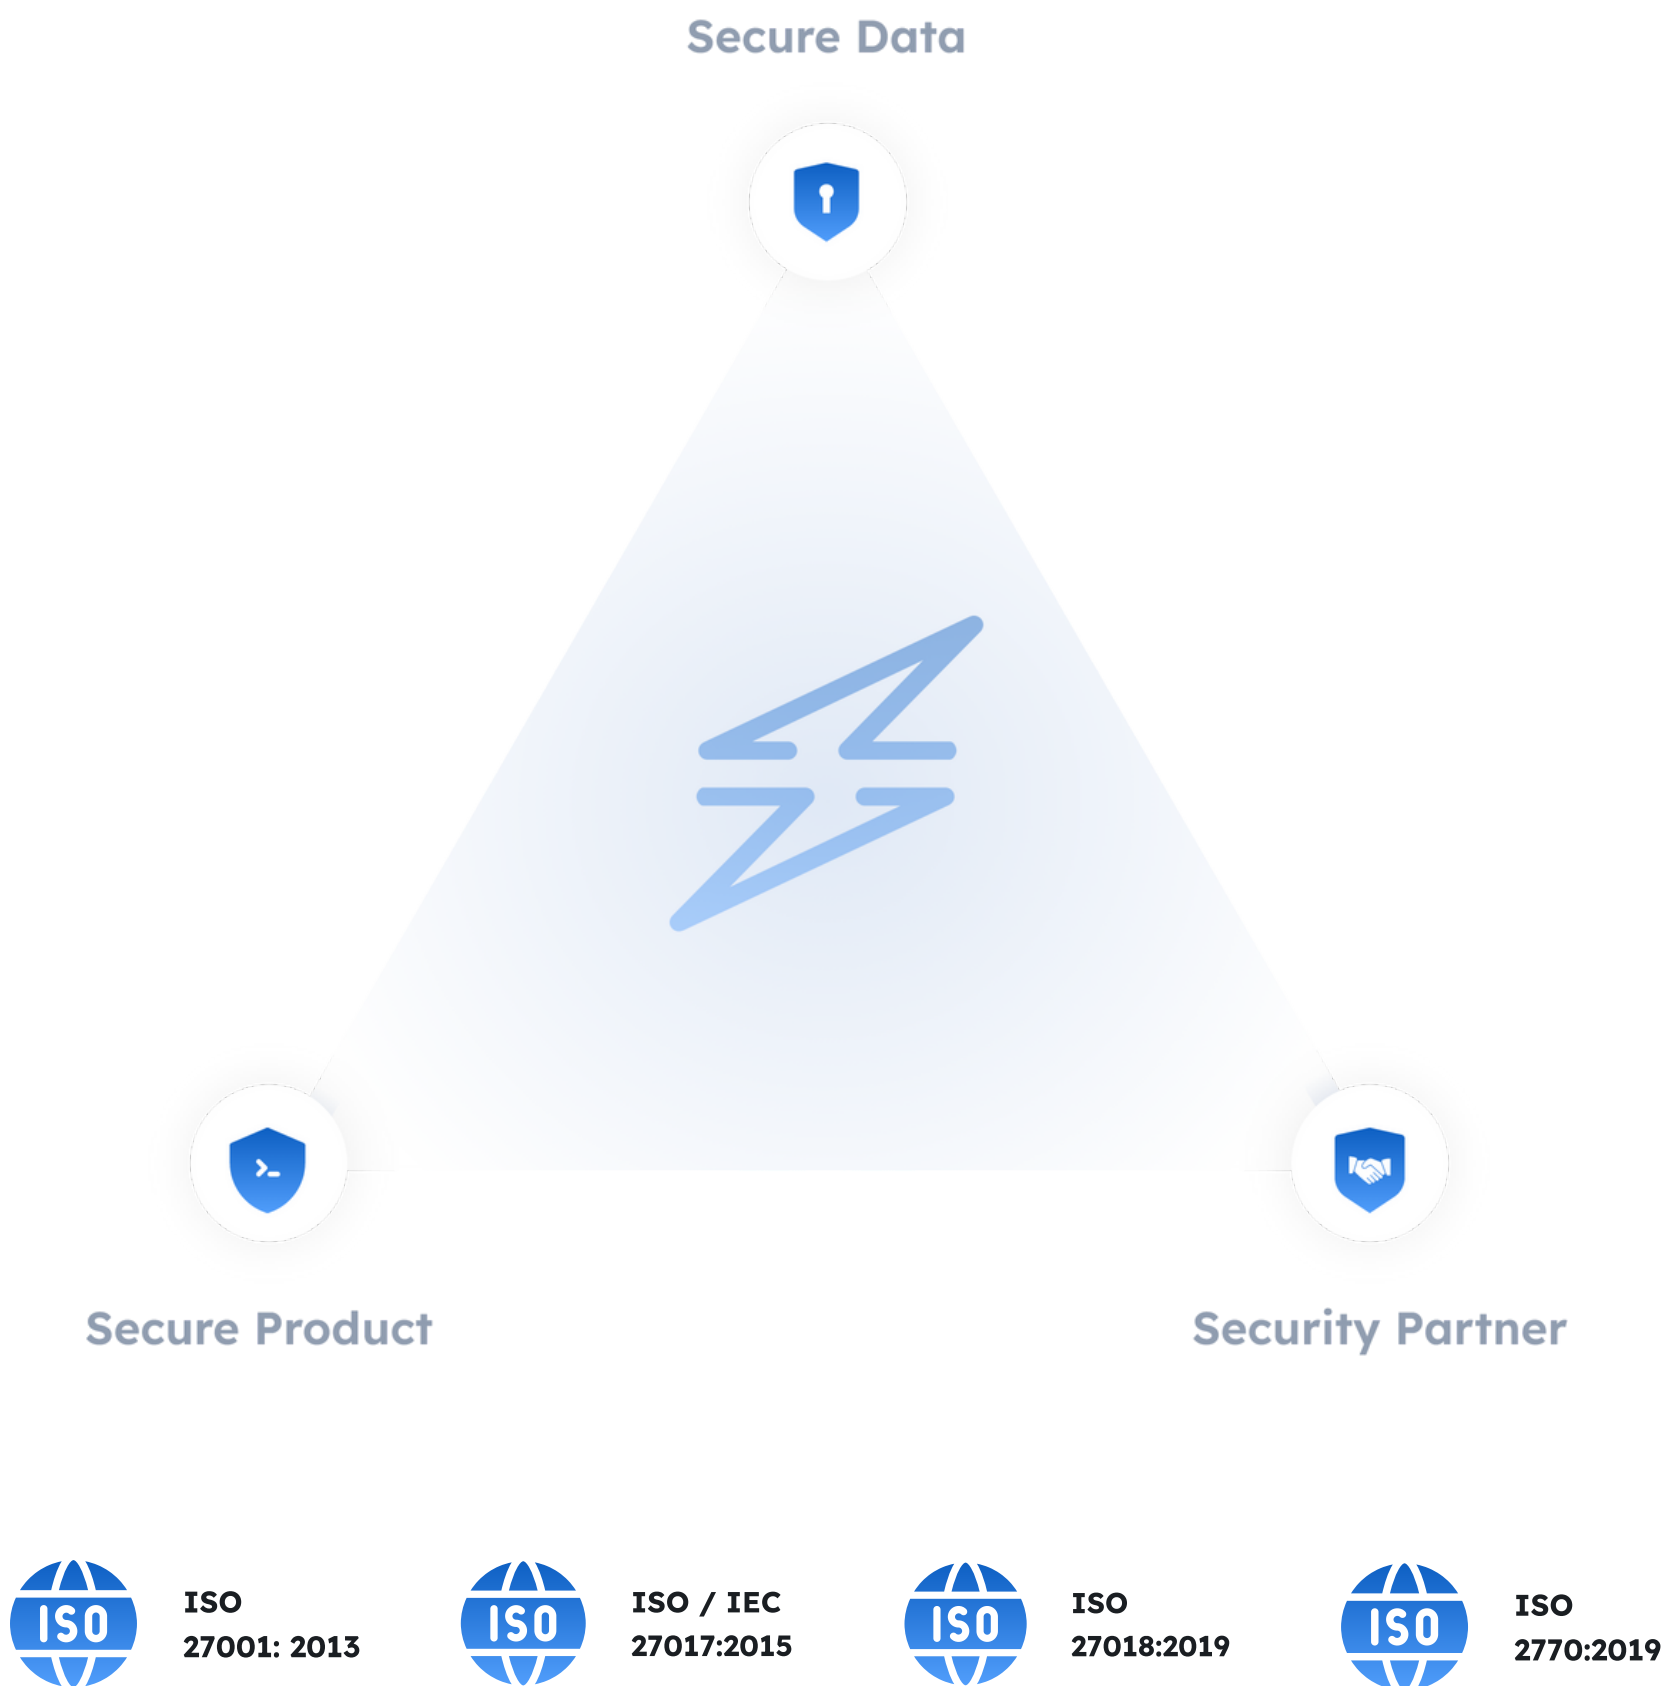 Secure Data
Secure Product
Security Partner
ISO
ISO
27001: 2013
ISO
ISO / IEC
27017:2015
ISO
ISO
27018:2019
ISO
ISO
2770:2019